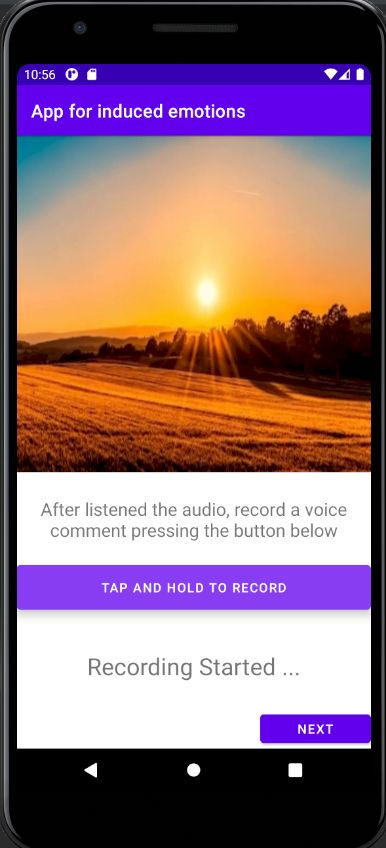 10:56
App for induced emotions
After listened the audio, record a voice
comment pressing the button below
TAP AND HOLD TO RECORD
Recording Started ...
NEXT